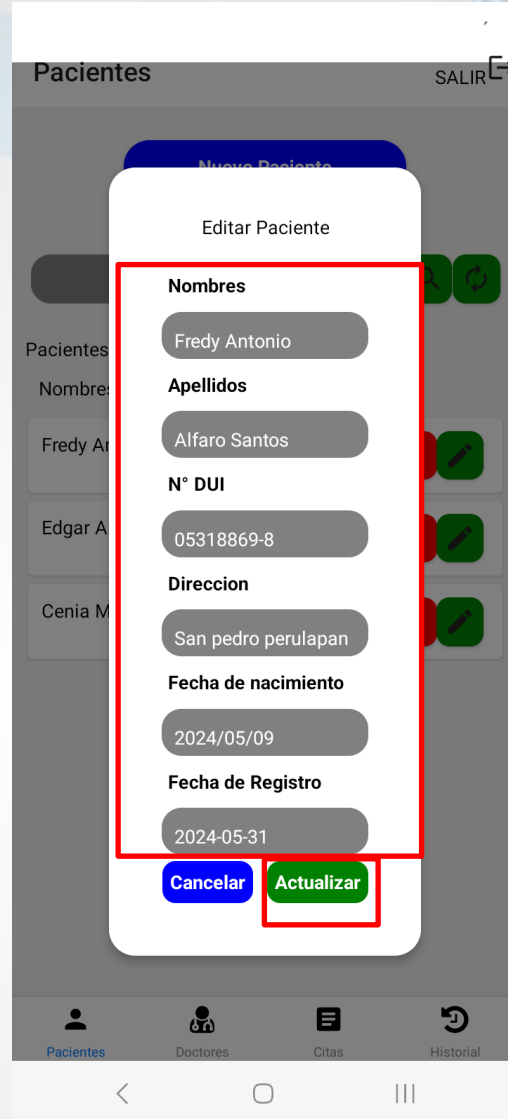 Pacientes
SALIR
Nuevo Paciente
Editar Paciente
Nombres
Fredy Antonio
Apellidos
Alfaro Santos
N° DUI
05318869-8
Direccion
San pedro perulapan
Fecha de nacimiento
2024/05/09
Fecha de Registro
2024-05-31
Cancelar
Actualizar
Pacientes
Nombres
Fredy An
Edgar A
Cenia M
Pacientes
Doctores
Citas
Historial